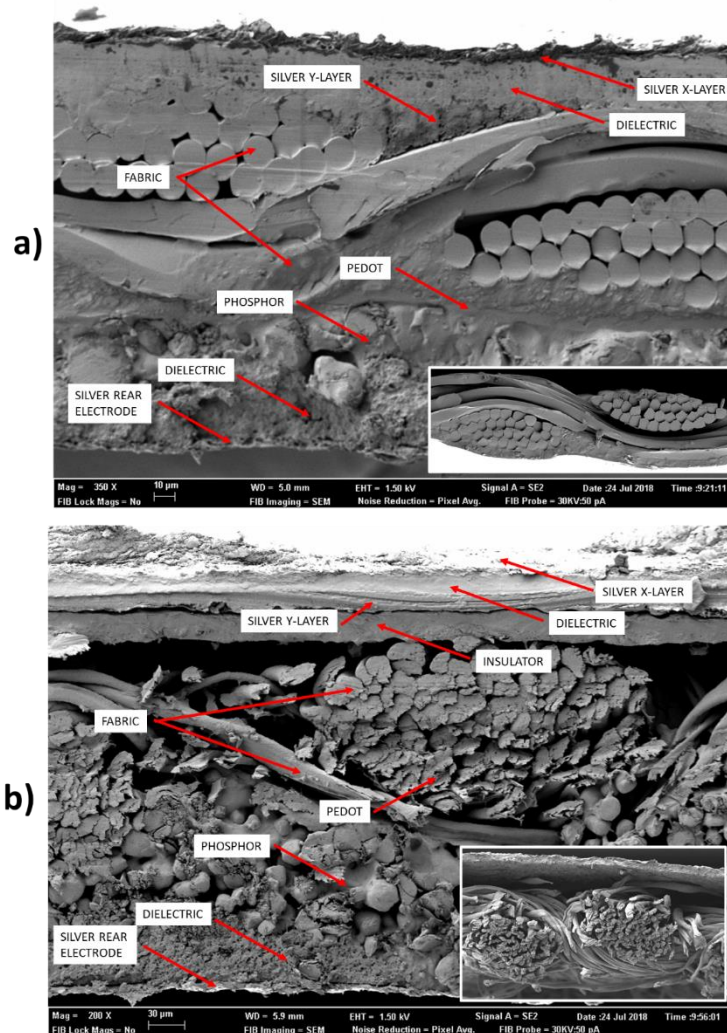 SILVER Y-LAYER
SILVER X-LAYER
DIELECTRIC
FABRIC
a)
PEDOT
PHOSPHOR
DIELECTRIC
SILVER REAR
ELECTRODE
Mag = 350 X 10 µm WD = 5.0 mm EHT = 1.50 kV Signal A = SE2 Date :24 Jul 2018 Time :9:21:11
FIB Lock Mags = No FIB Imaging = SEM Noise Reduction = Pixel Avg. FIB Probe = 30KV:50 pA
SILVER X-LAYER
SILVER Y-LAYER
DIELECTRIC
INSULATOR
FABRIC
b)
PEDOT
PHOSPHOR
DIELECTRIC
SILVER REAR
ELECTRODE
Mag = 200 X 30 µm WD = 5.9 mm EHT = 1.50 kV Signal A = SE2 Date :24 Jul 2018 Time :9:56:01
FIB Lock Mags = No FIB Imaging = SEM Noise Reduction = Pixel Avg. FIB Probe = 30KV:50 pA